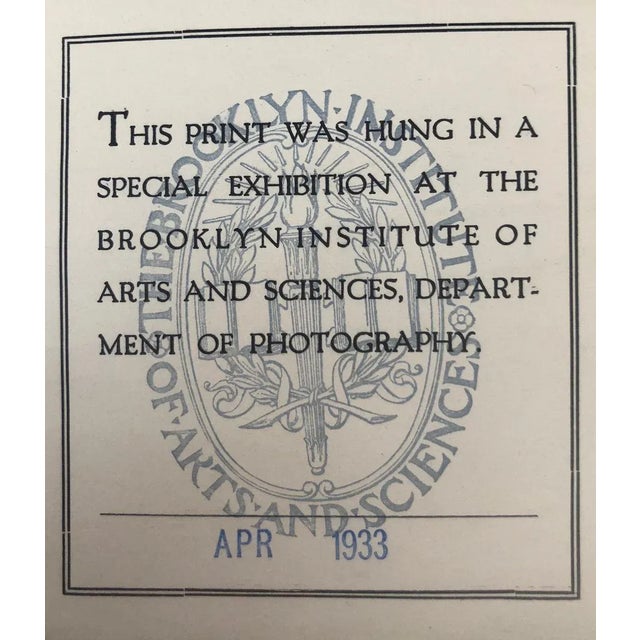 THIS PRINT WAS HUNG IN A
SPECIAL EXHIBITION AT THE
BROOKLYN INSTITUTE OF
ARTS AND SCIENCES, DEPART-
MENT OF PHOTOGRAPHY.
THE·BROOKLYN·INSTITUTE
·OF·ARTS·AND·SCIENCES
APR 1933